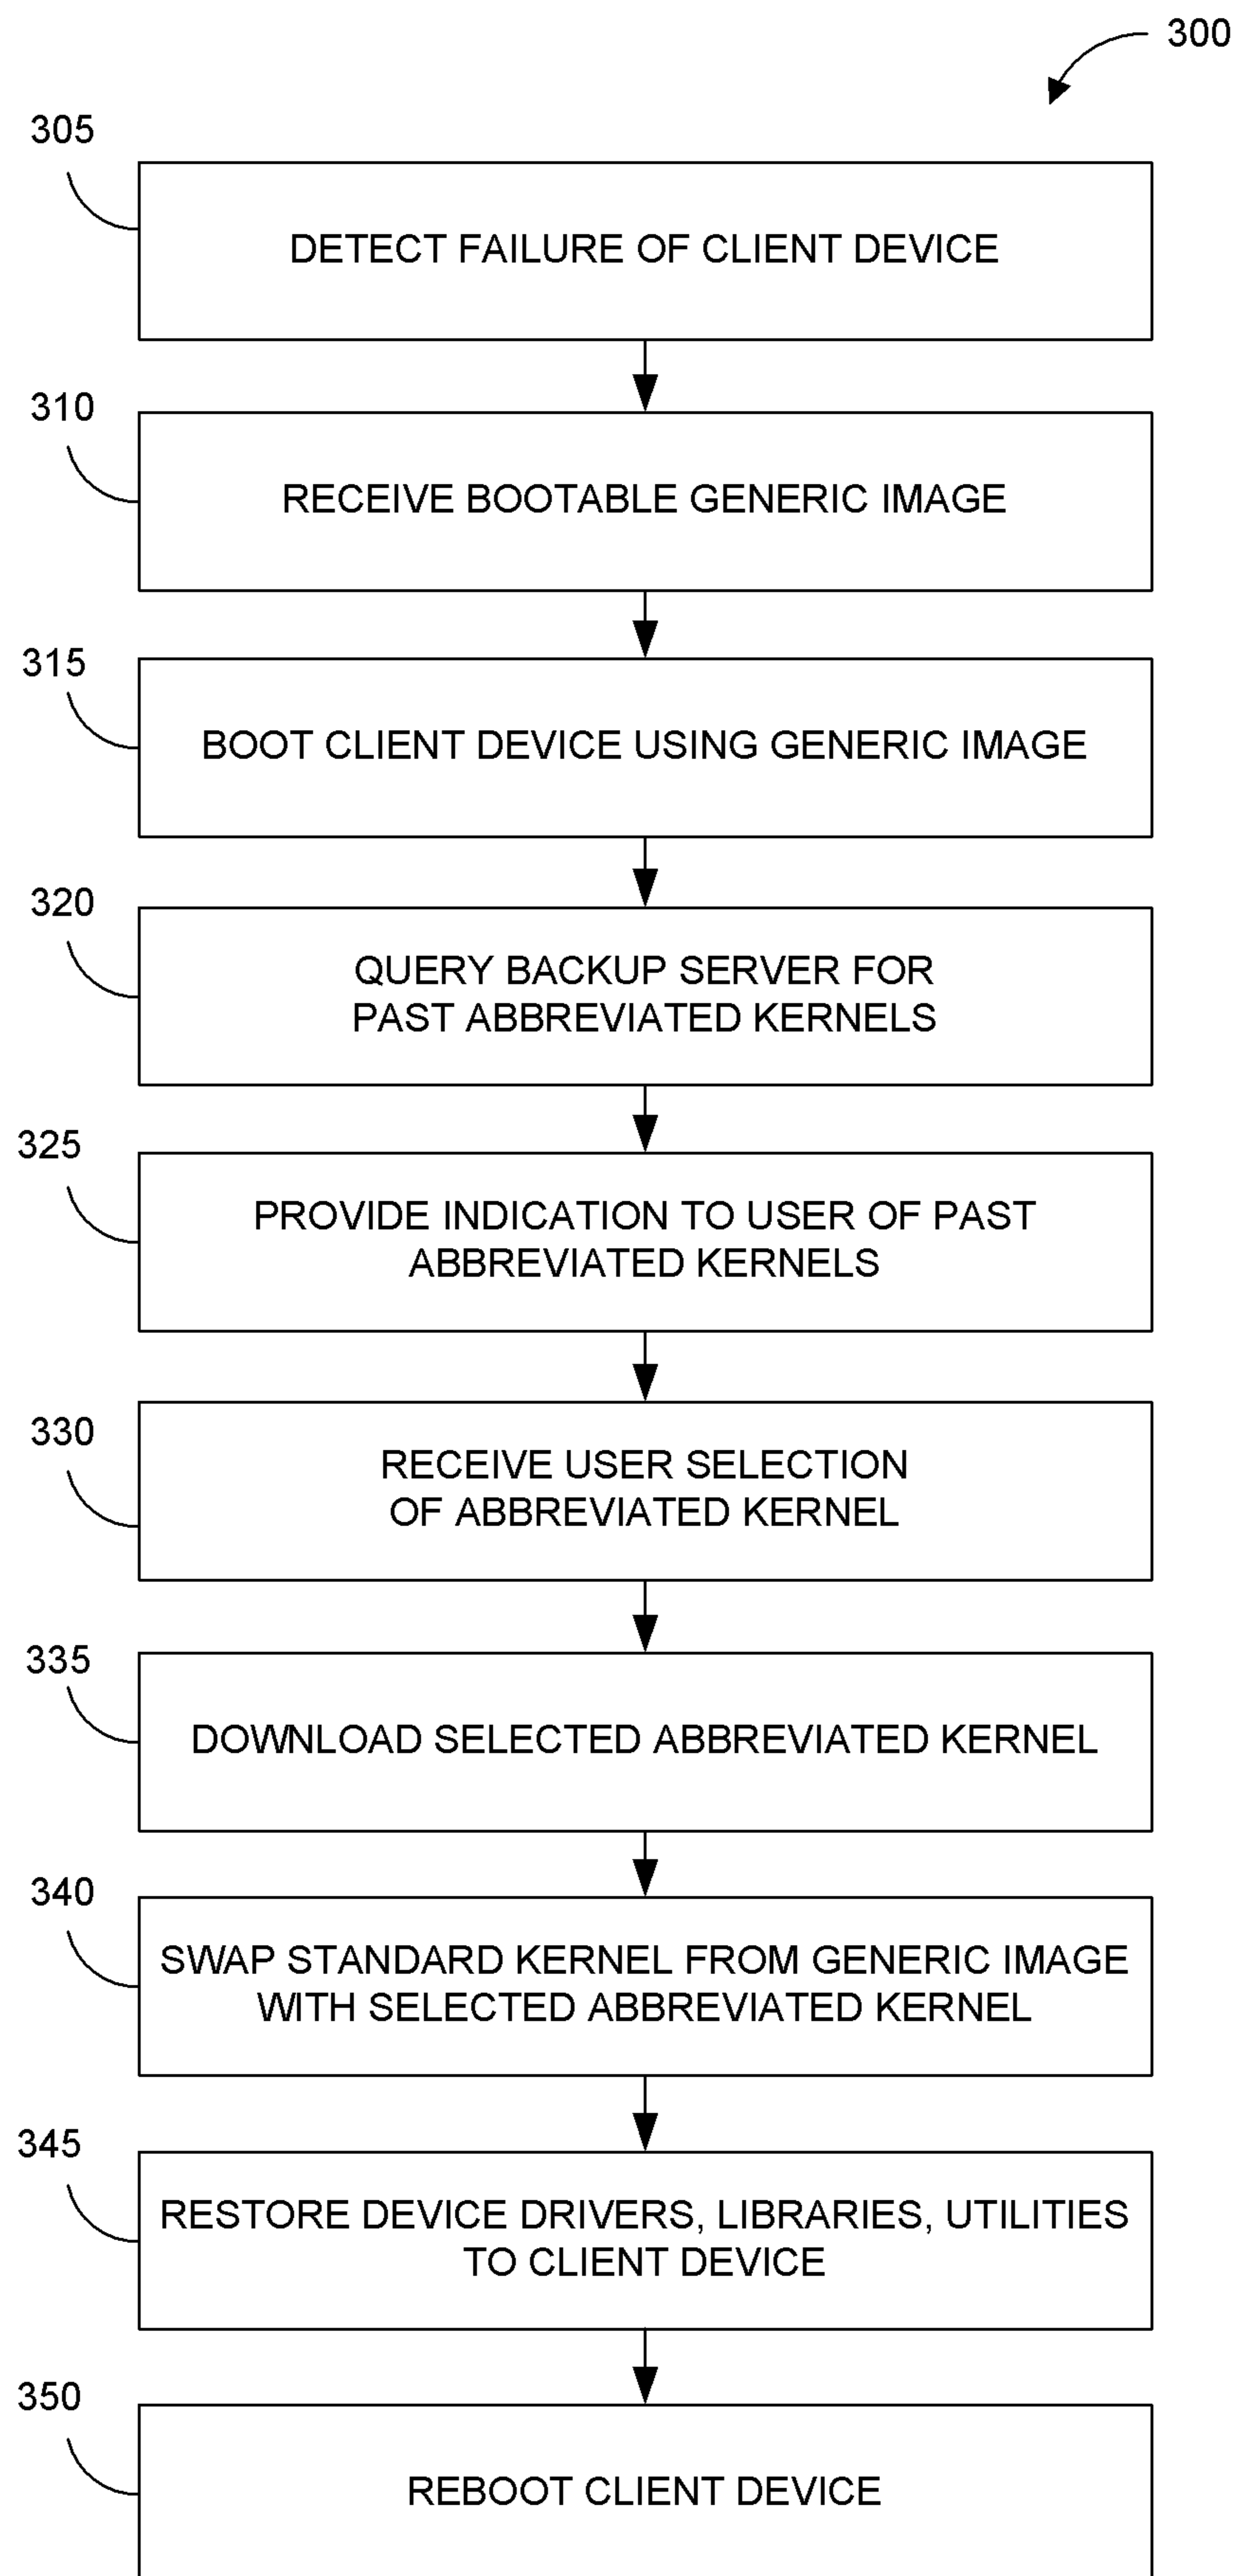 300
305
DETECT FAILURE OF CLIENT DEVICE
310
RECEIVE BOOTABLE GENERIC IMAGE
315
BOOT CLIENT DEVICE USING GENERIC IMAGE
320
QUERY BACKUP SERVER FOR
PAST ABBREVIATED KERNELS
325
PROVIDE INDICATION TO USER OF PAST
ABBREVIATED KERNELS
330
RECEIVE USER SELECTION
OF ABBREVIATED KERNEL
335
DOWNLOAD SELECTED ABBREVIATED KERNEL
340
SWAP STANDARD KERNEL FROM GENERIC IMAGE
WITH SELECTED ABBREVIATED KERNEL
345
RESTORE DEVICE DRIVERS, LIBRARIES, UTILITIES
TO CLIENT DEVICE
350
REBOOT CLIENT DEVICE